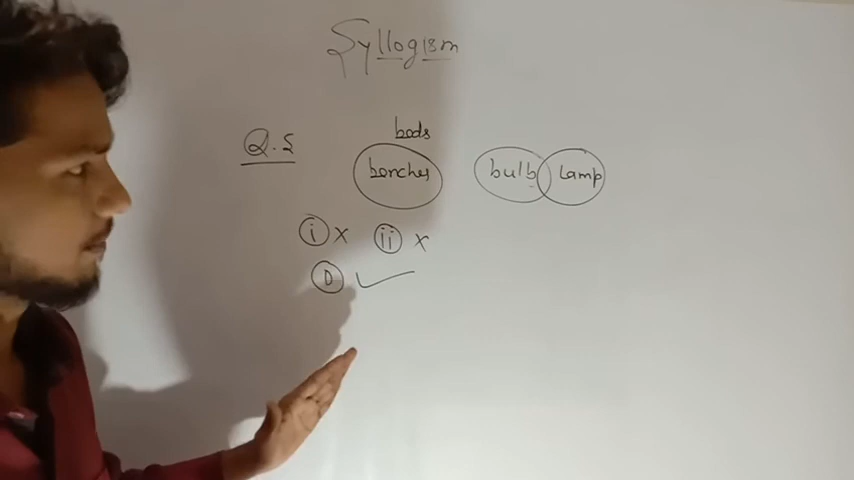 Syllogism
Q.5
beds
benches
bulb
Lamp
i x ii x
D ✓